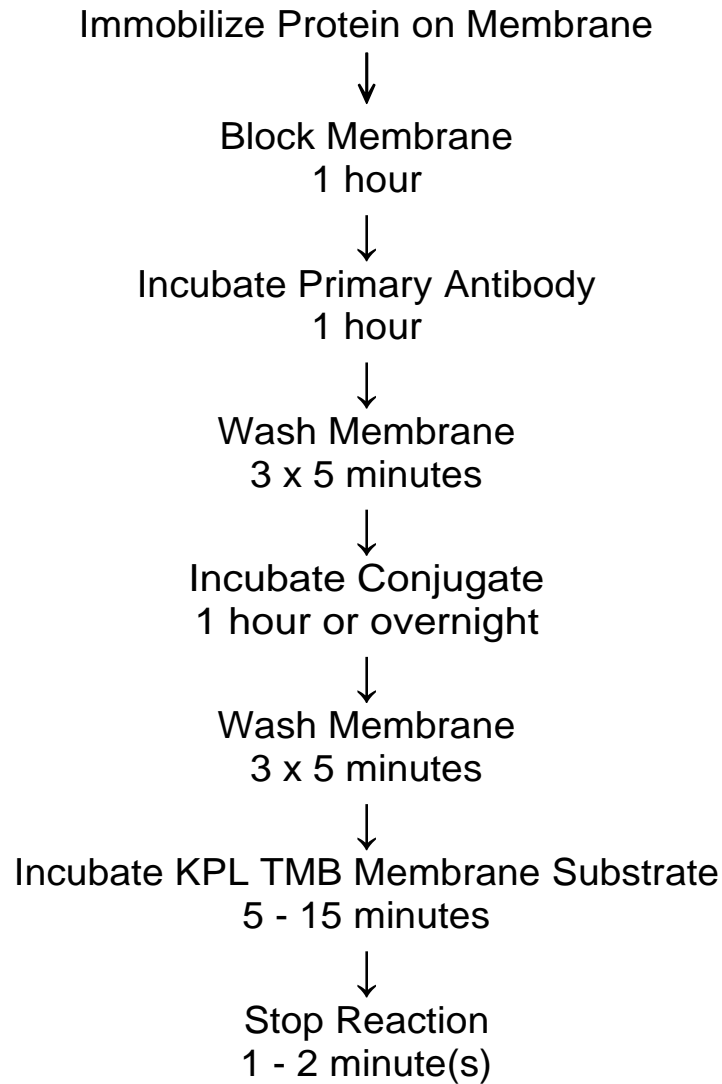 Immobilize Protein on Membrane
Block Membrane
1 hour
Incubate Primary Antibody
1 hour
Wash Membrane
3 x 5 minutes
Incubate Conjugate
1 hour or overnight
Wash Membrane
3 x 5 minutes
Incubate KPL TMB Membrane Substrate
5 - 15 minutes
Stop Reaction
1 - 2 minute(s)